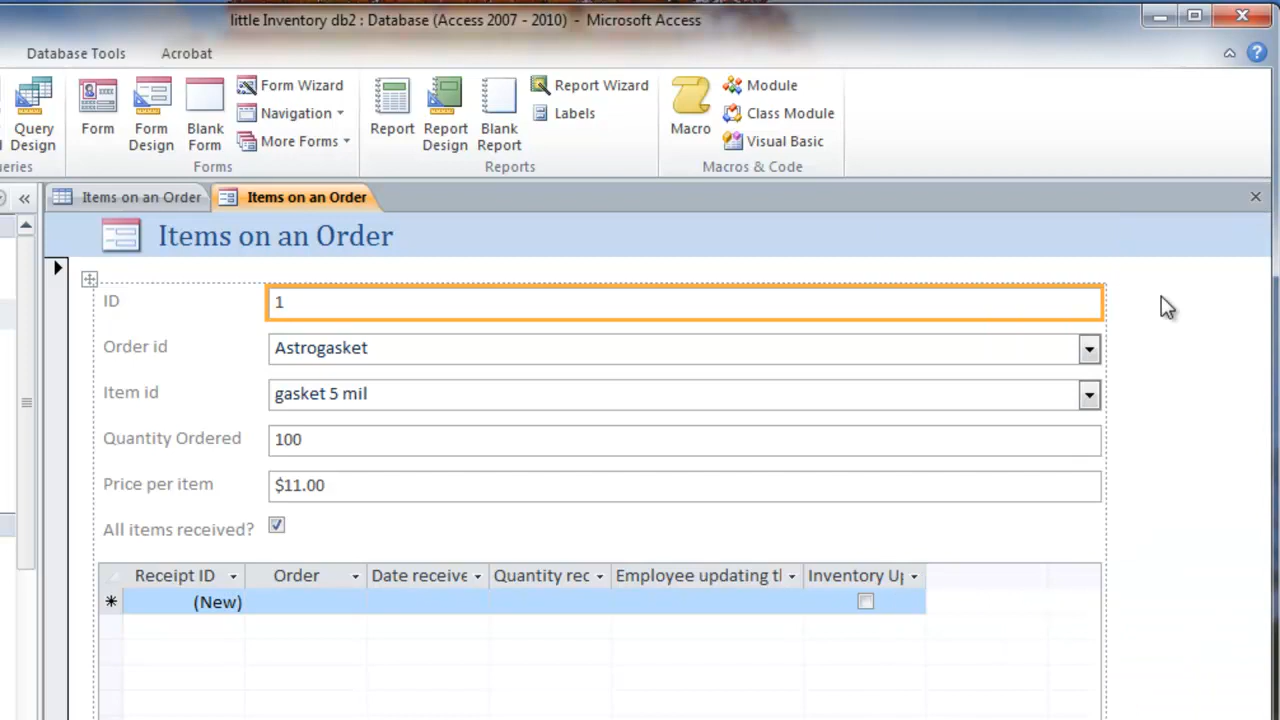 little Inventory db2 : Database (Access 2007 - 2010) - Microsoft Access
Database Tools Acrobat
Query Design
Form
Form Design
Blank Form
Form Wizard
Navigation
More Forms
Report
Report Design
Blank Report
Report Wizard
Labels
Macro
Module
Class Module
Visual Basic
ueries Forms Reports Macros & Code
Items on an Order Items on an Order
Items on an Order
ID 1
Order id Astrogasket
Item id gasket 5 mil
Quantity Ordered 100
Price per item $11.00
All items received?
Receipt ID Order Date receive Quantity rec Employee updating tl Inventory Up
* (New)